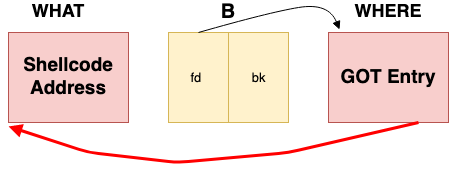 WHAT
B
WHERE
Shellcode
Address
fd
bk
GOT Entry